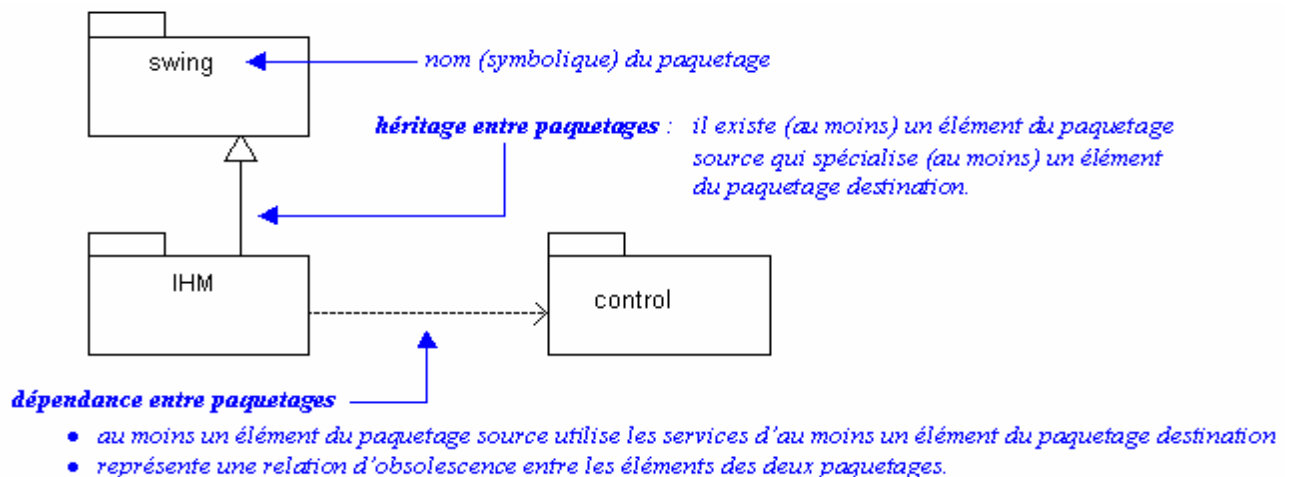 swing
nom (symbolique) du paquetage
héritage entre paquetages : il existe (au moins) un élément du paquetage
source qui spécialise (au moins) un élément
du paquetage destination.
IHM
control
dépendance entre paquetages
● au moins un élément du paquetage source utilise les services d'au moins un élément du paquetage destination
● représente une relation d'obsolescence entre les éléments des deux paquetages.